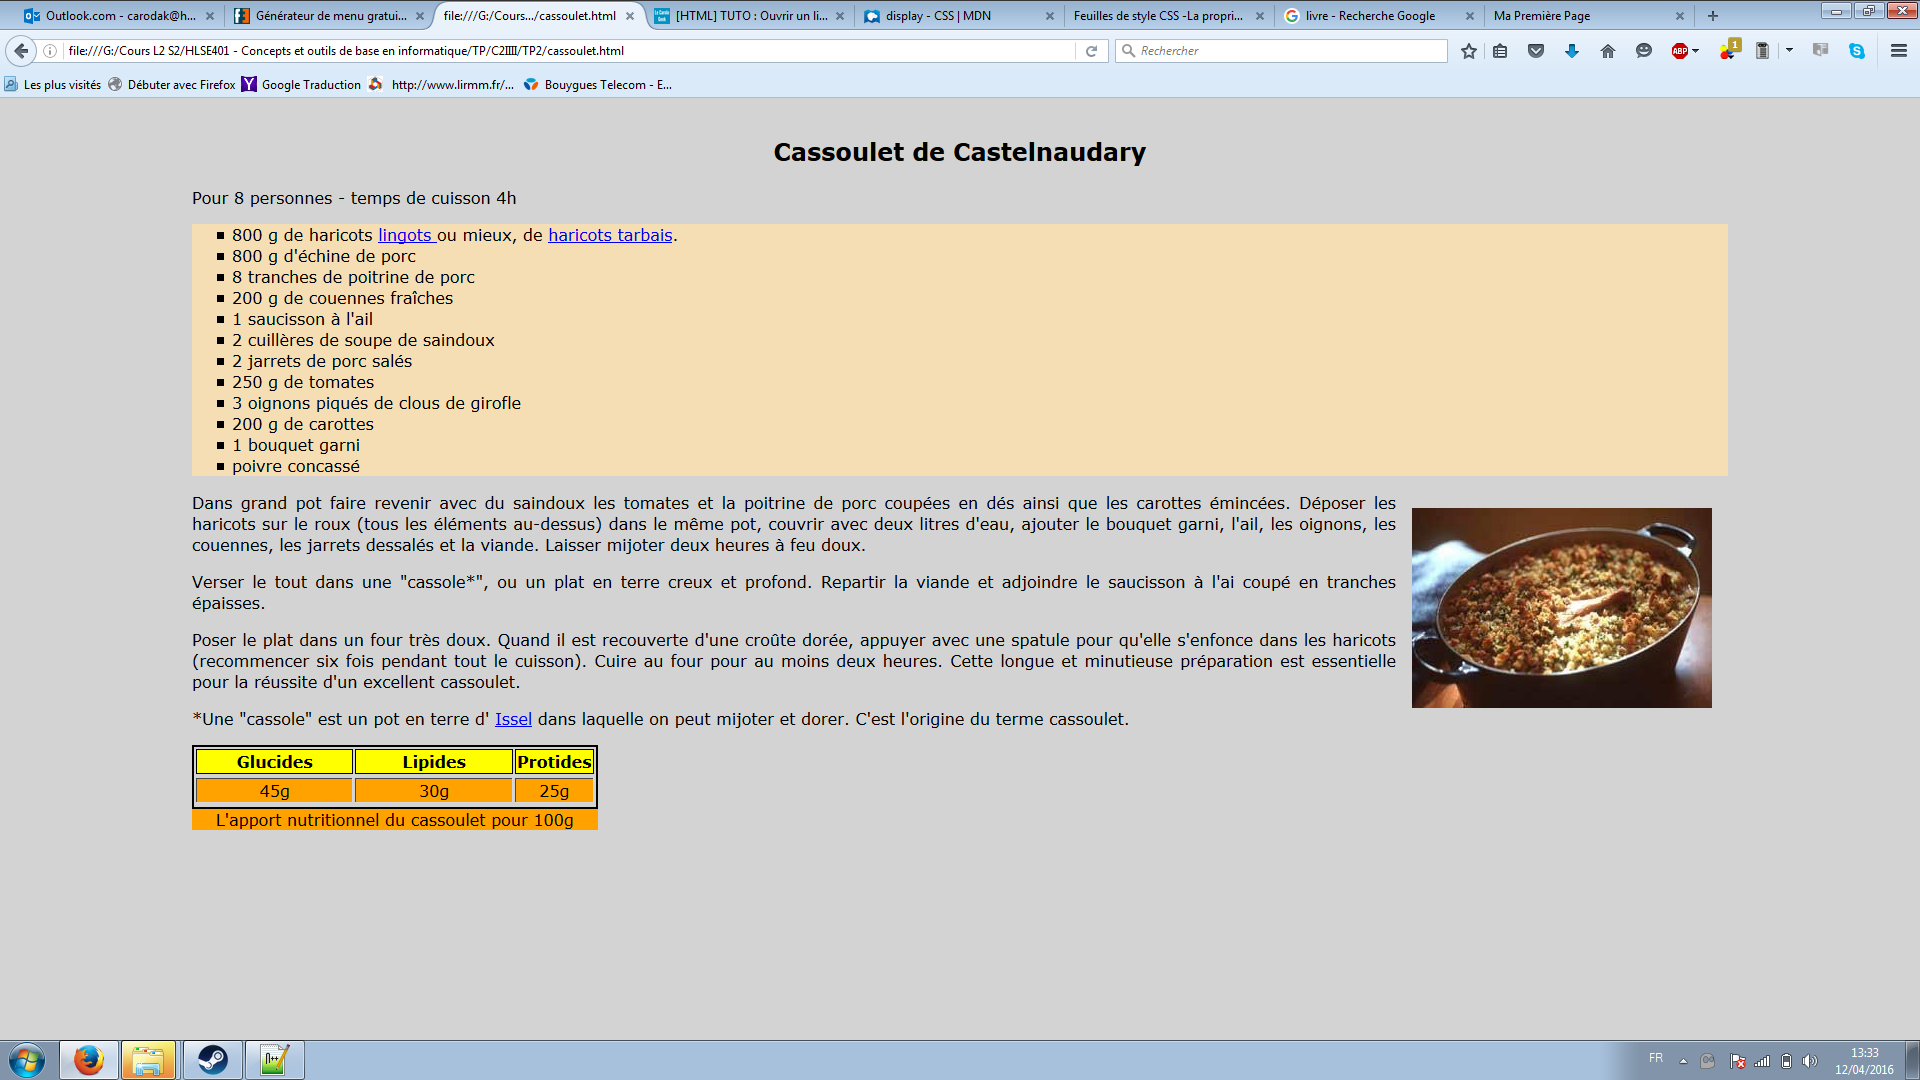 Outlook.com - carodak@h...
Générateur de menu gratui...
file:///G:/Cours.../cassoulet.html
[HTML] TUTO : Ouvrir un li...
display - CSS | MDN
Feuilles de style CSS -La propri...
livre - Recherche Google
Ma Première Page
file:///G:/Cours L2 S2/HLSE401 - Concepts et outils de base en informatique/TP/C2IIII/TP2/cassoulet.html
Rechercher
ABP
1
Les plus visités
Débuter avec Firefox
Google Traduction
http://www.lirmm.fr/...
Bouygues Telecom - E...
Cassoulet de Castelnaudary
Pour 8 personnes - temps de cuisson 4h
800 g de haricots lingots ou mieux, de haricots tarbais.
800 g d'échine de porc
8 tranches de poitrine de porc
200 g de couennes fraîches
1 saucisson à l'ail
2 cuillères de soupe de saindoux
2 jarrets de porc salés
250 g de tomates
3 oignons piqués de clous de girofle
200 g de carottes
1 bouquet garni
poivre concassé
Dans grand pot faire revenir avec du saindoux les tomates et la poitrine de porc coupées en dés ainsi que les carottes émincées. Déposer les
haricots sur le roux (tous les éléments au-dessus) dans le même pot, couvrir avec deux litres d'eau, ajouter le bouquet garni, l'ail, les oignons, les
couennes, les jarrets dessalés et la viande. Laisser mijoter deux heures à feu doux.
Verser le tout dans une "cassole*", ou un plat en terre creux et profond. Repartir la viande et adjoindre le saucisson à l'ai coupé en tranches
épaisses.
Poser le plat dans un four très doux. Quand il est recouverte d'une croûte dorée, appuyer avec une spatule pour qu'elle s'enfonce dans les haricots
(recommencer six fois pendant tout le cuisson). Cuire au four pour au moins deux heures. Cette longue et minutieuse préparation est essentielle
pour la réussite d'un excellent cassoulet.
*Une "cassole" est un pot en terre d' Issel dans laquelle on peut mijoter et dorer. C'est l'origine du terme cassoulet.
Glucides Lipides Protides
45g 30g 25g
L'apport nutritionnel du cassoulet pour 100g
FR
13:33
12/04/2016